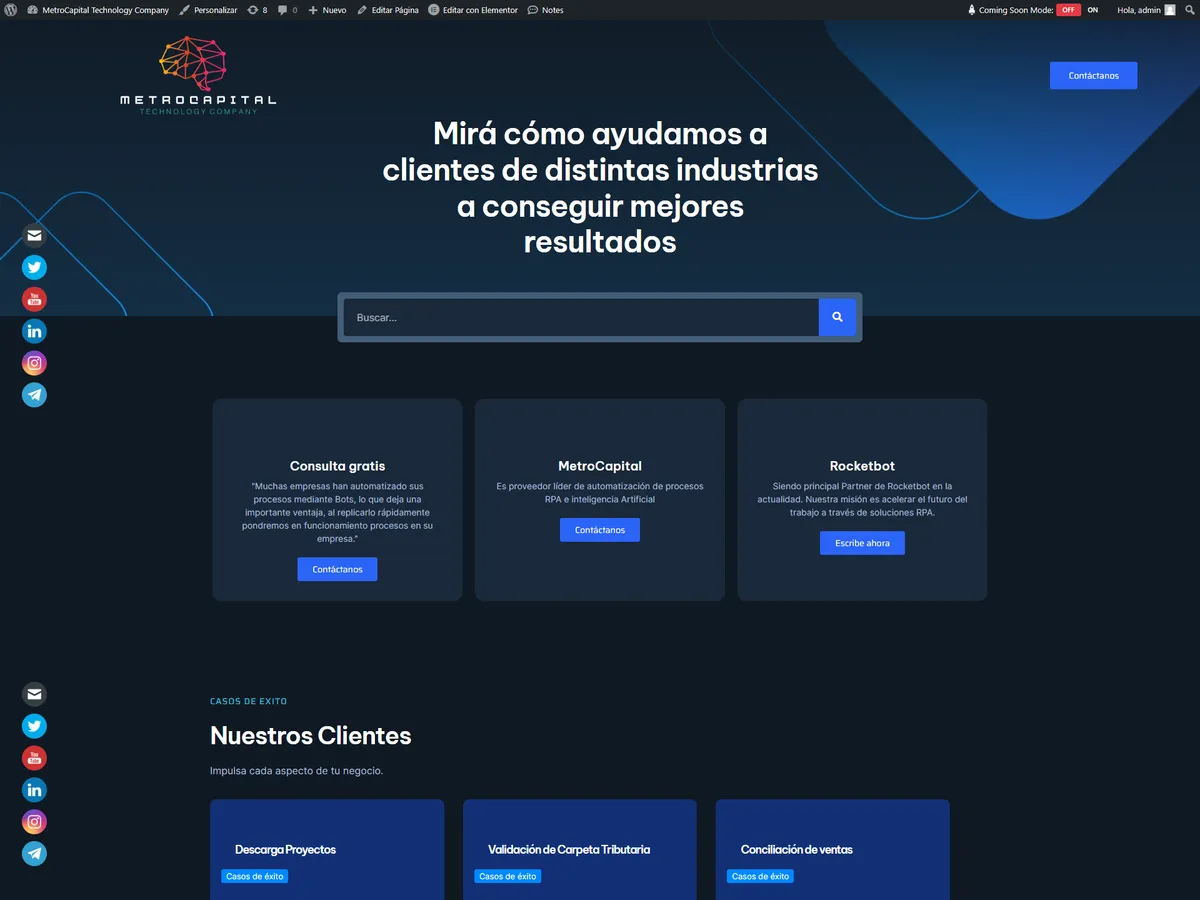 MetroCapital Technology Company
Personalizar
8
0
Nuevo
Editar Página
Editar con Elementor
Notes
Coming Soon Mode:
OFF
ON
Hola, admin
METROCAPITAL
TECHNOLOGY COMPANY
Contáctanos
Mirá cómo ayudamos a
clientes de distintas industrias
a conseguir mejores
resultados
Buscar...
Consulta gratis
"Muchas empresas han automatizado sus
procesos mediante Bots, lo que deja una
importante ventaja, al replicarlo rápidamente
pondremos en funcionamiento procesos en su
empresa."
Contáctanos
MetroCapital
Es proveedor líder de automatización de procesos
RPA e inteligencia Artificial
Contáctanos
Rocketbot
Siendo principal Partner de Rocketbot en la
actualidad. Nuestra misión es acelerar el futuro del
trabajo a través de soluciones RPA.
Escribe ahora
CASOS DE EXITO
Nuestros Clientes
Impulsa cada aspecto de tu negocio.
Descarga Proyectos
Casos de éxito
Validación de Carpeta Tributaria
Casos de éxito
Conciliación de ventas
Casos de éxito
You
Tube
in
You
Tube
in